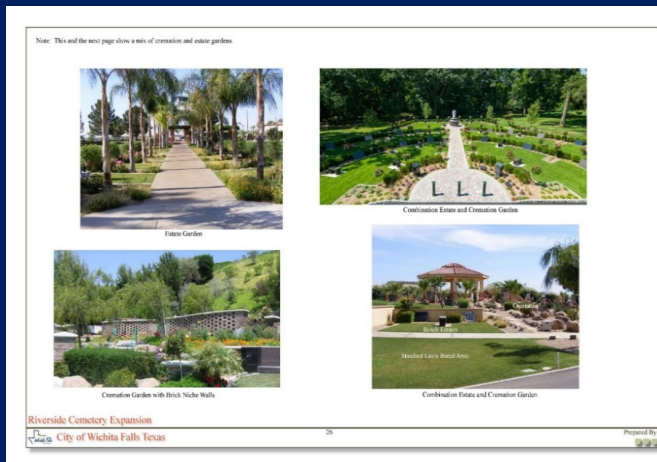 Note: This and the next page show a mix of cremation and estate gardens.
Estate Garden
Combination Estate and Cremation Garden
Cremation Garden with Brick Niche Walls
Cremation
Bench Estates
Standard Lawn Burial Area
Combination Estate and Cremation Garden
Riverside Cemetery Expansion
City of Wichita Falls Texas
26
Prepared By